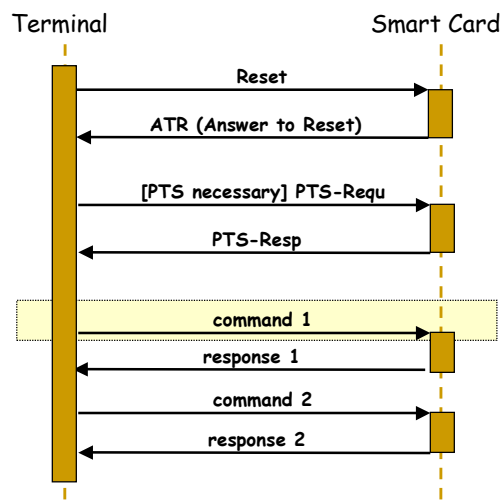 Terminal
Smart Card
Reset
ATR (Answer to Reset)
[PTS necessary] PTS-Requ
PTS-Resp
command 1
response 1
command 2
response 2